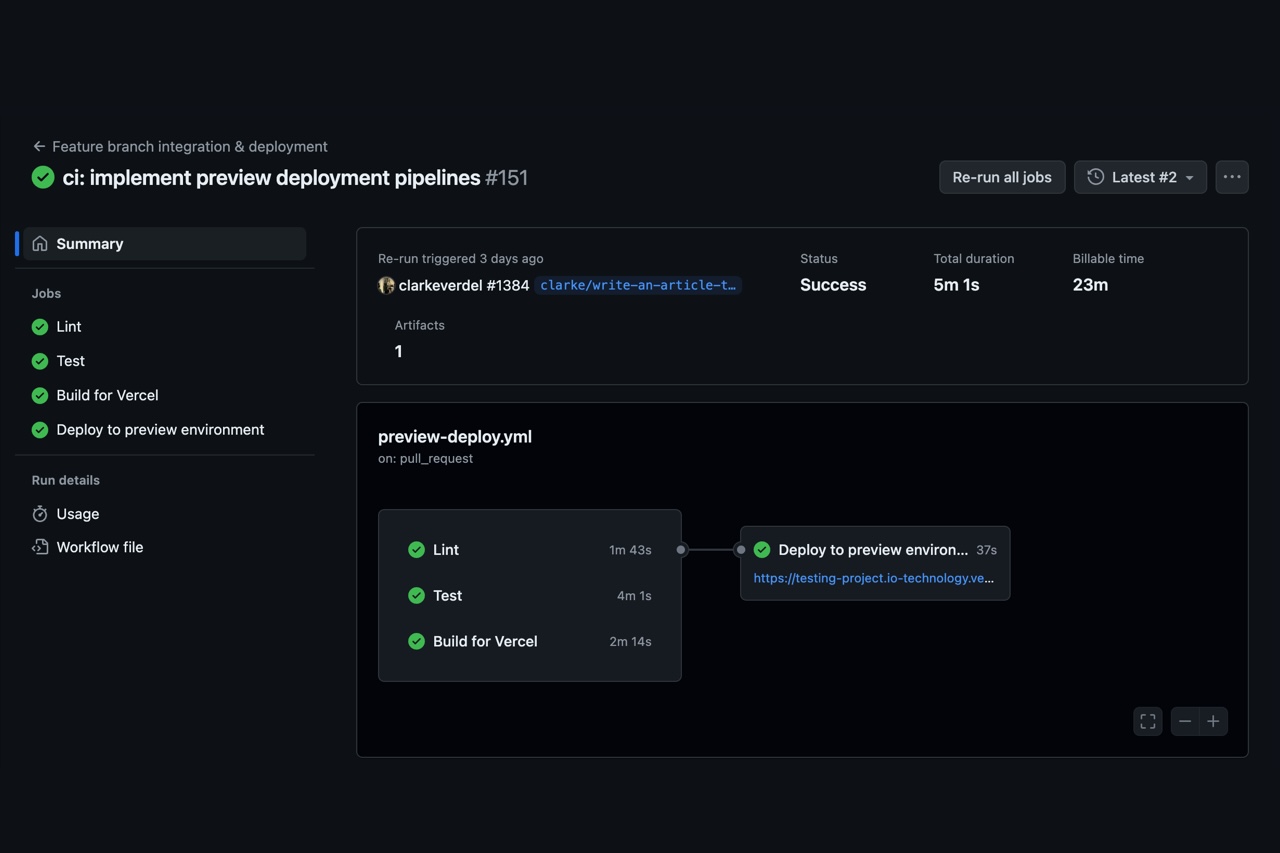 ← Feature branch integration & deployment
ci: implement preview deployment pipelines #151
Re-run all jobs
Latest #2
Summary
Jobs
Lint
Test
Build for Vercel
Deploy to preview environment
Run details
Usage
Workflow file
Re-run triggered 3 days ago
clarkeverdel #1384 clarke/write-an-article-t…
Status
Success
Total duration
5m 1s
Billable time
23m
Artifacts
1
preview-deploy.yml
on: pull_request
Lint 1m 43s
Test 4m 1s
Build for Vercel 2m 14s
Deploy to preview environ... 37s
https://testing-project.io-technology.ve...